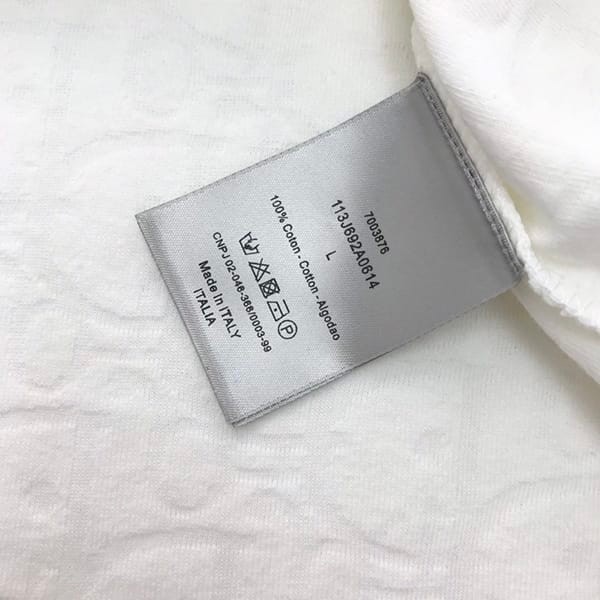 7003876
113J692A0614
L
100% Coton - Cotton - Algodao
P
CNPJ 02-046-366/0003-99
Made in ITALY
ITALIA